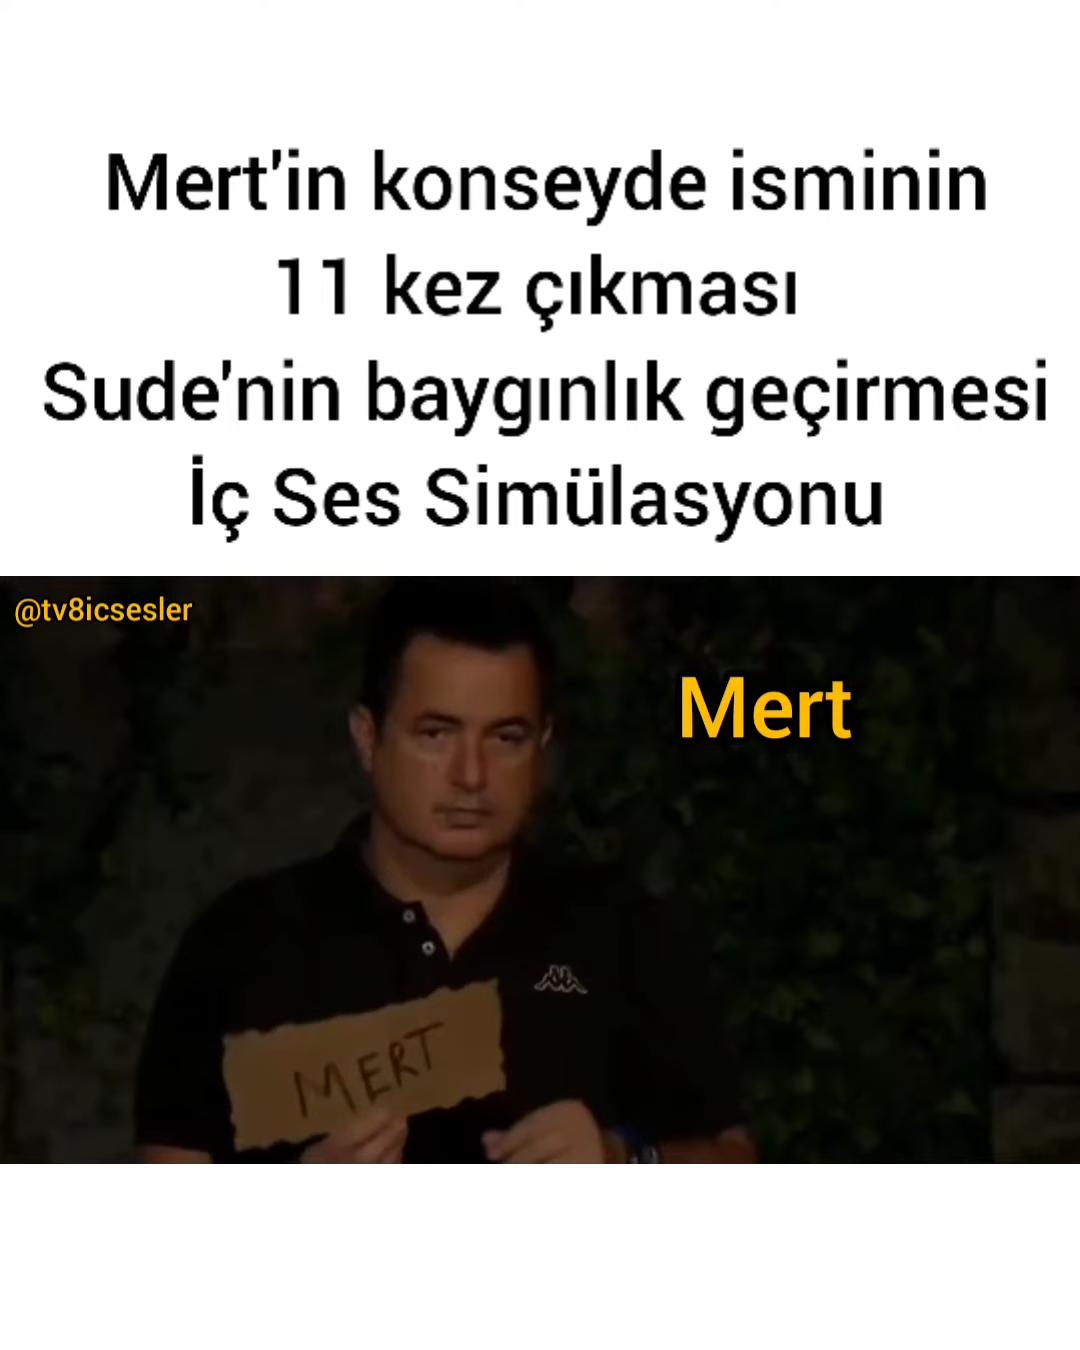 Mert'in konseyde isminin
11 kez çıkması
Sude'nin baygınlık geçirmesi
İç Ses Simülasyonu
@tv8icsesler
Mert
MERT